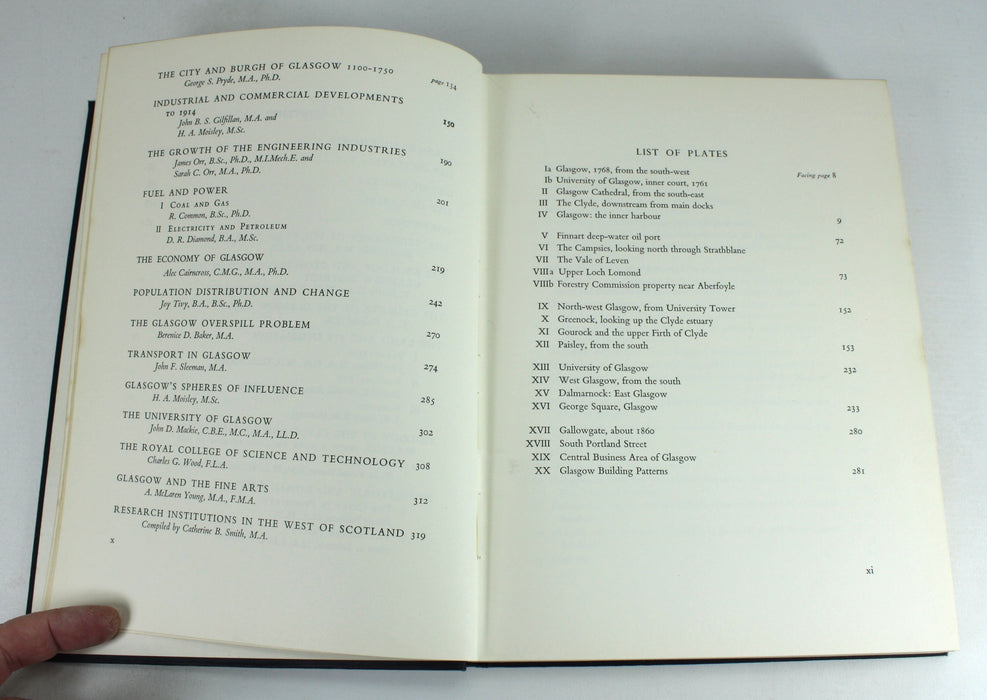 THE CITY AND BURGH OF GLASGOW 1100-1750
George S. Pryde, M.A., Ph.D. page 134
INDUSTRIAL AND COMMERCIAL DEVELOPMENTS
TO 1914
John B. S. Gilfillan, M.A. and 150
H. A. Moisley, M.Sc.
THE GROWTH OF THE ENGINEERING INDUSTRIES
James Orr, B.Sc., Ph.D., M.I.Mech.E. and 190
Sarah C. Orr, M.A., Ph.D.
FUEL AND POWER
I COAL AND GAS 201
R. Common, B.Sc., Ph.D.
II ELECTRICITY AND PETROLEUM
D. R. Diamond, B.A., M.Sc.
THE ECONOMY OF GLASGOW
Alec Cairncross, C.M.G., M.A., Ph.D. 219
POPULATION DISTRIBUTION AND CHANGE
Joy Tivy, B.A., B.Sc., Ph.D. 242
THE GLASGOW OVERSPILL PROBLEM
Berenice D. Baker, M.A. 270
TRANSPORT IN GLASGOW
John F. Sleeman, M.A. 274
GLASGOW'S SPHERES OF INFLUENCE
H. A. Moisley, M.Sc. 285
THE UNIVERSITY OF GLASGOW
John D. Mackie, C.B.E., M.C., M.A., LL.D. 302
THE ROYAL COLLEGE OF SCIENCE AND TECHNOLOGY 308
Charles G. Wood, F.L.A.
GLASGOW AND THE FINE ARTS
A. McLaren Young, M.A., F.M.A. 312
RESEARCH INSTITUTIONS IN THE WEST OF SCOTLAND 319
Compiled by Catherine B. Smith, M.A.
x
LIST OF PLATES
Ia Glasgow, 1768, from the south-west Facing page 8
Ib University of Glasgow, inner court, 1761
II Glasgow Cathedral, from the south-east
III The Clyde, downstream from main docks
IV Glasgow: the inner harbour 9
V Finnart deep-water oil port 72
VI The Campsies, looking north through Strathblane
VII The Vale of Leven
VIIIa Upper Loch Lomond 73
VIIIb Forestry Commission property near Aberfoyle
IX North-west Glasgow, from University Tower 152
X Greenock, looking up the Clyde estuary
XI Gourock and the upper Firth of Clyde
XII Paisley, from the south 153
XIII University of Glasgow 232
XIV West Glasgow, from the south
XV Dalmarnock: East Glasgow
XVI George Square, Glasgow 233
XVII Gallowgate, about 1860 280
XVIII South Portland Street
XIX Central Business Area of Glasgow
XX Glasgow Building Patterns 281
xi